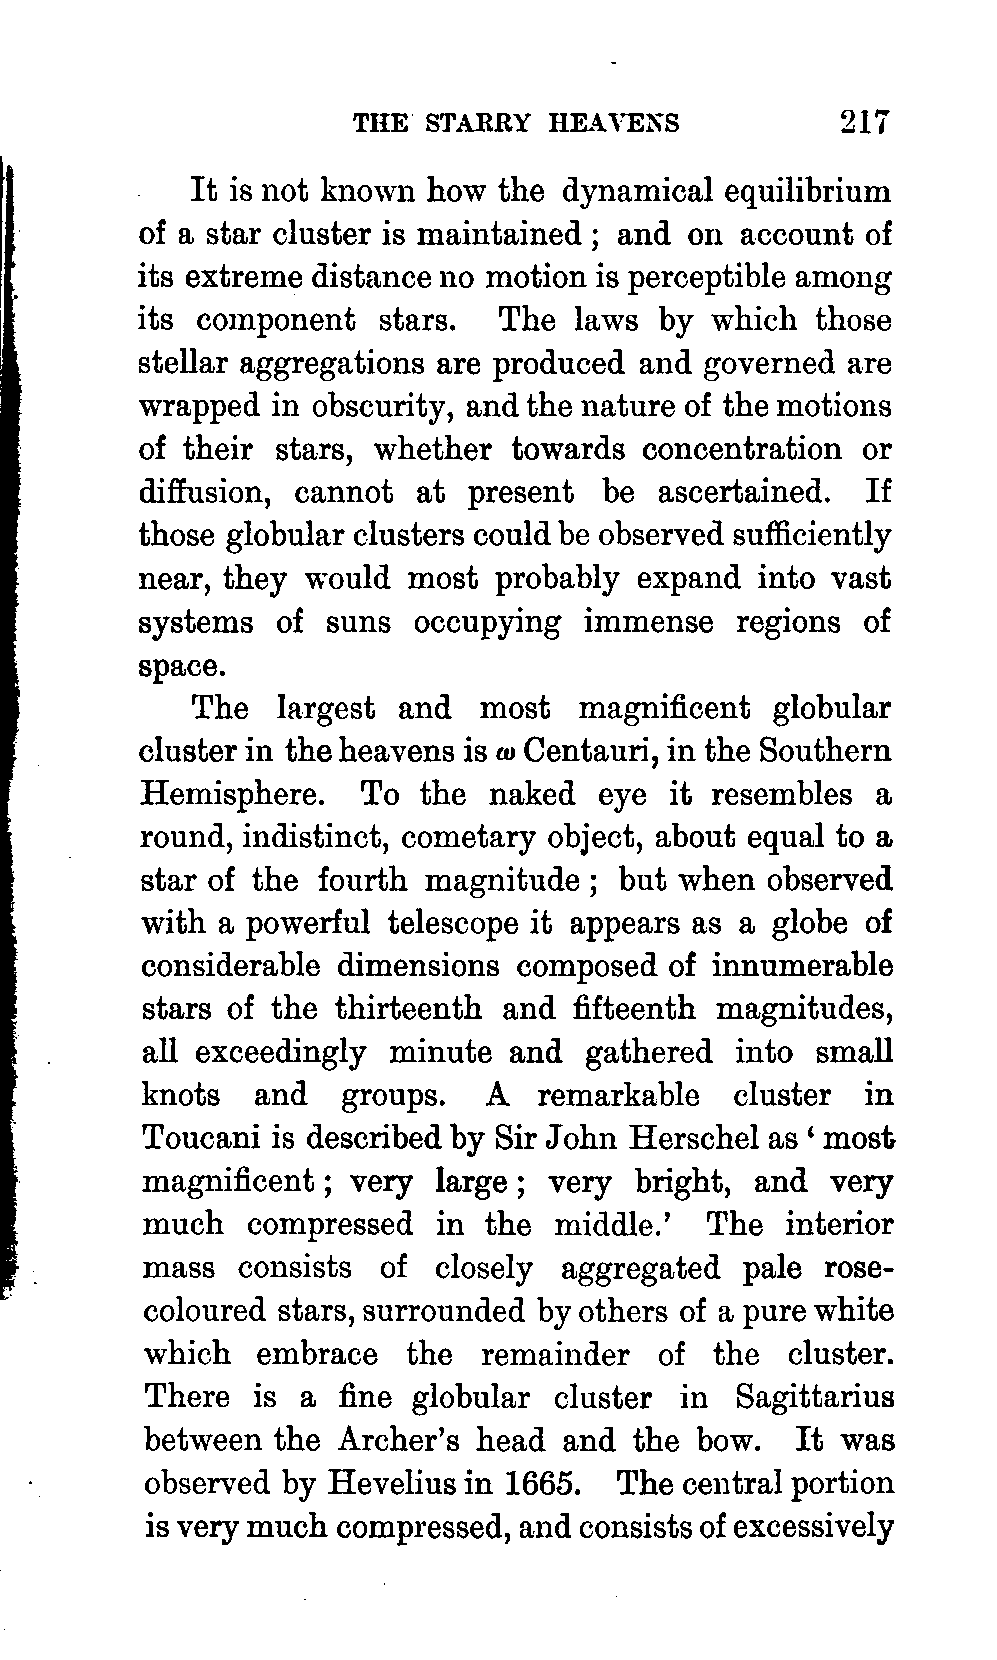 THE STARRY HEAVENS 217
It is not known how the dynamical equilibrium
of a star cluster is maintained ; and on account of
its extreme distance no motion is perceptible among
its component stars. The laws by which those
stellar aggregations are produced and governed are
wrapped in obscurity, and the nature of the motions
of their stars, whether towards concentration or
diffusion, cannot at present be ascertained. If
those globular clusters could be observed sufficiently
near, they would most probably expand into vast
systems of suns occupying immense regions of
space.
The largest and most magnificent globular
cluster in the heavens is ω Centauri, in the Southern
Hemisphere. To the naked eye it resembles a
round, indistinct, cometary object, about equal to a
star of the fourth magnitude ; but when observed
with a powerful telescope it appears as a globe of
considerable dimensions composed of innumerable
stars of the thirteenth and fifteenth magnitudes,
all exceedingly minute and gathered into small
knots and groups. A remarkable cluster in
Toucani is described by Sir John Herschel as ‘ most
magnificent ; very large ; very bright, and very
much compressed in the middle.’ The interior
mass consists of closely aggregated pale rose-
coloured stars, surrounded by others of a pure white
which embrace the remainder of the cluster.
There is a fine globular cluster in Sagittarius
between the Archer’s head and the bow. It was
observed by Hevelius in 1665. The central portion
is very much compressed, and consists of excessively